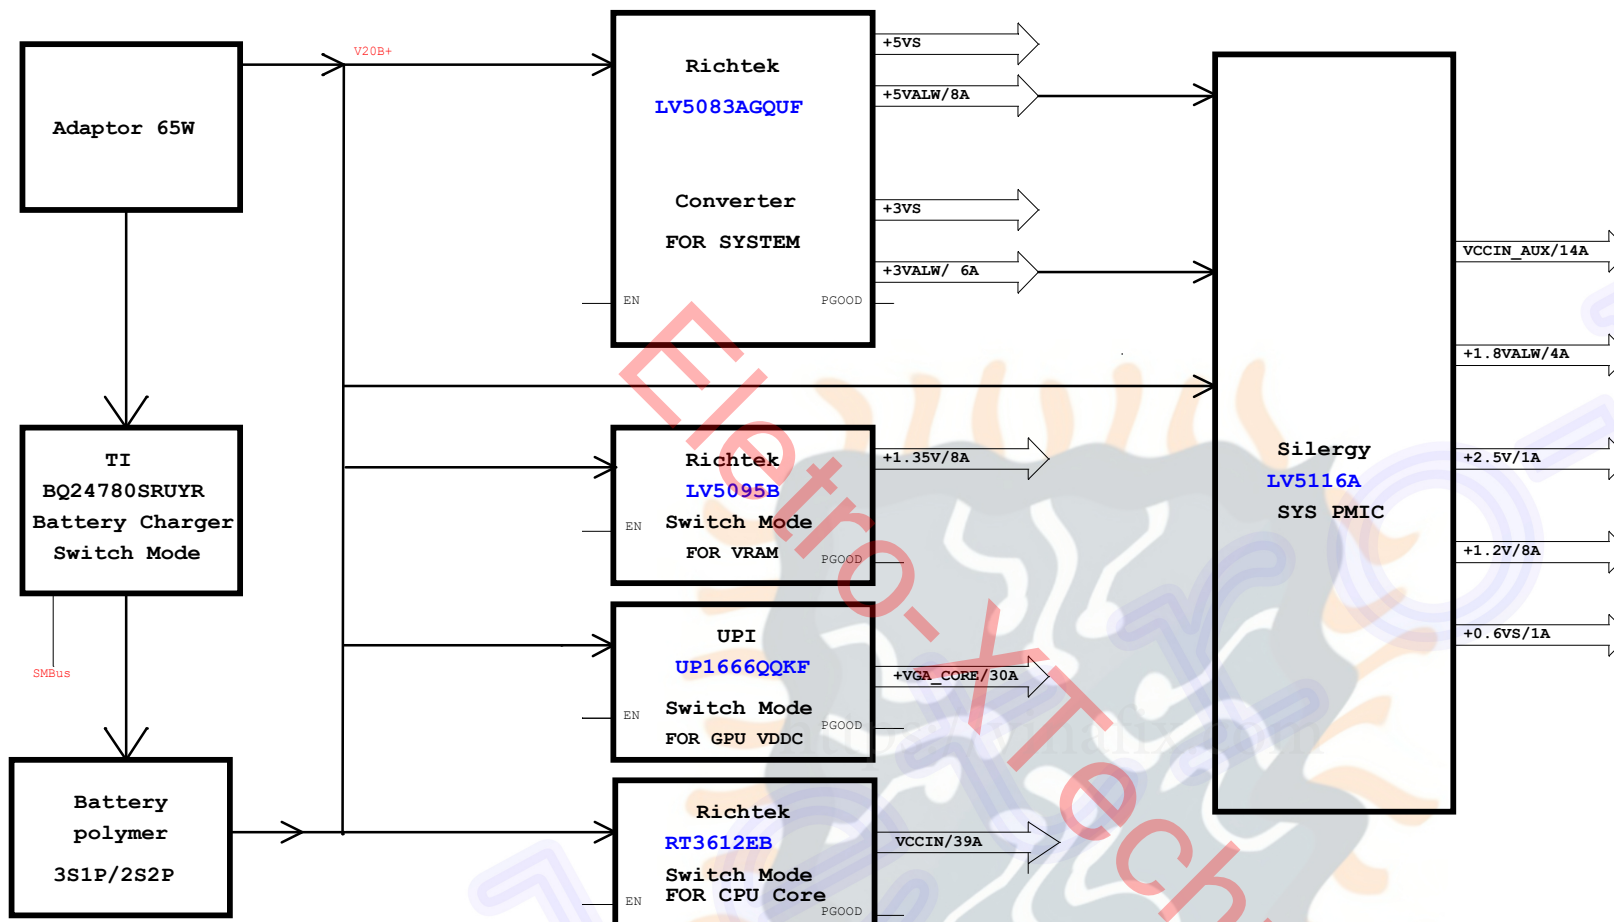 Adaptor 65W
V20B+
TI
BQ24780SRUYR
Battery Charger
Switch Mode
SMBus
Battery
polymer
3S1P/2S2P
Richtek
LV5083AGQUF
Converter
FOR SYSTEM
EN
PGOOD
+5VS
+5VALW/8A
+3VS
+3VALW/ 6A
Richtek
LV5095B
Switch Mode
FOR VRAM
EN
PGOOD
+1.35V/8A
UPI
UP1666QQKF
Switch Mode
FOR GPU VDDC
EN
PGOOD
+VGA_CORE/30A
Richtek
RT3612EB
Switch Mode
FOR CPU Core
EN
PGOOD
VCCIN/39A
Silergy
LV5116A
SYS PMIC
VCCIN_AUX/14A
+1.8VALW/4A
+2.5V/1A
+1.2V/8A
+0.6VS/1A
Eletro-XTech